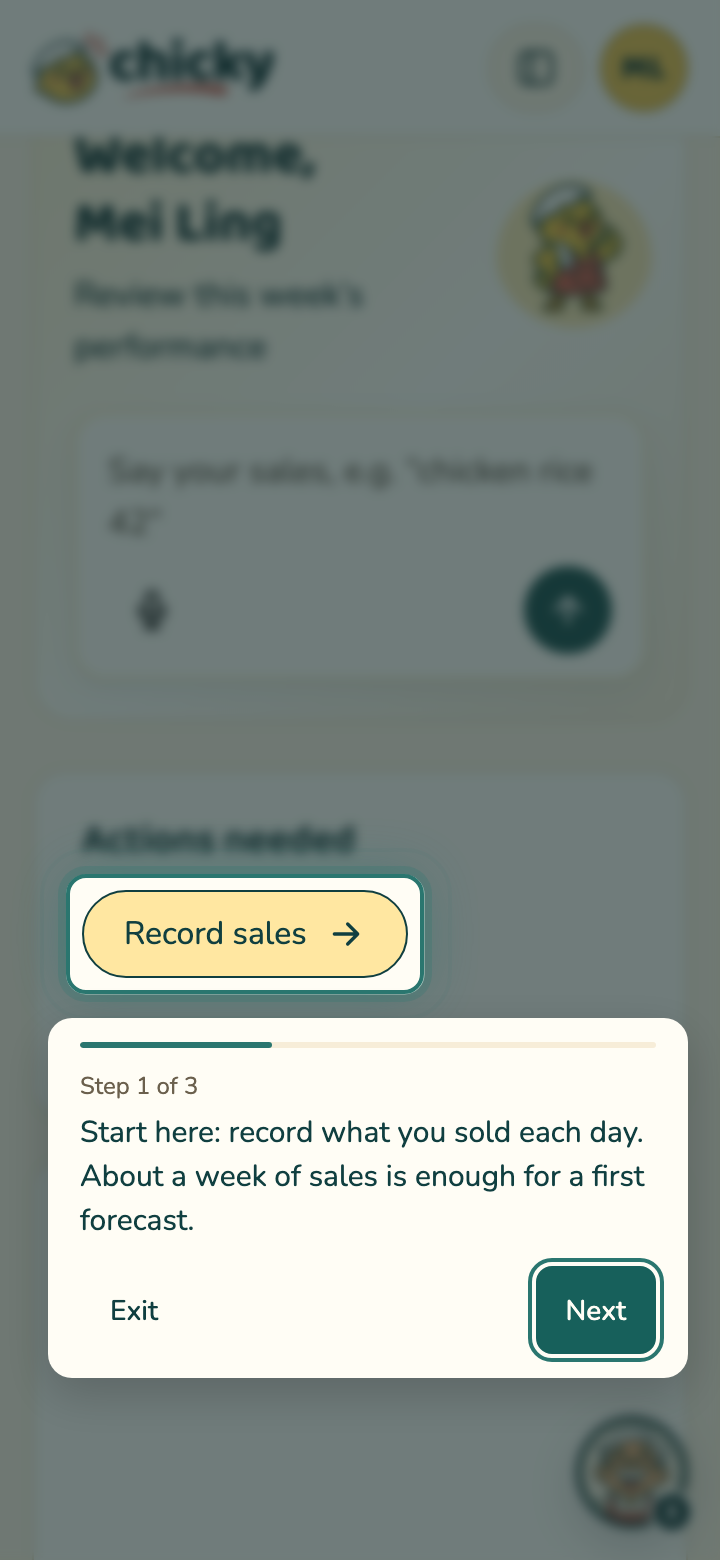 chicky
ML
Welcome,
Mei Ling
Review this week's
performance
Say your sales, e.g. "chicken rice
42"
Actions needed
Record sales
Step 1 of 3
Start here: record what you sold each day.
About a week of sales is enough for a first
forecast.
Exit
Next